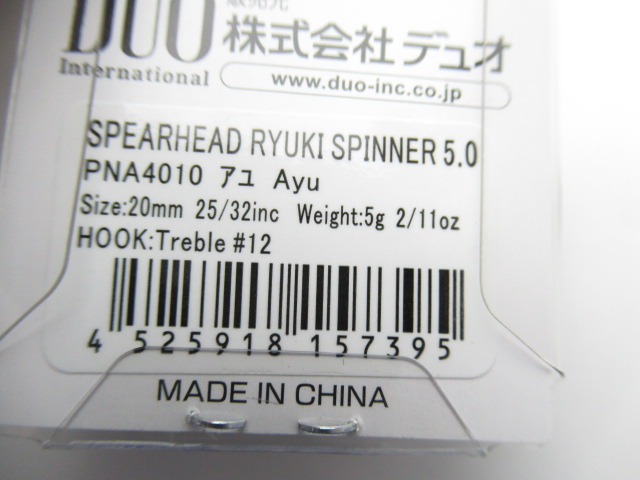 DUO
International
株式会社デュオ
www.duo-inc.co.jp
SPEARHEAD RYUKI SPINNER 5.0
PNA4010 アユ Ayu
Size:20mm 25/32inc Weight:5g 2/11oz
HOOK:Treble #12
4 525918 157395
MADE IN CHINA